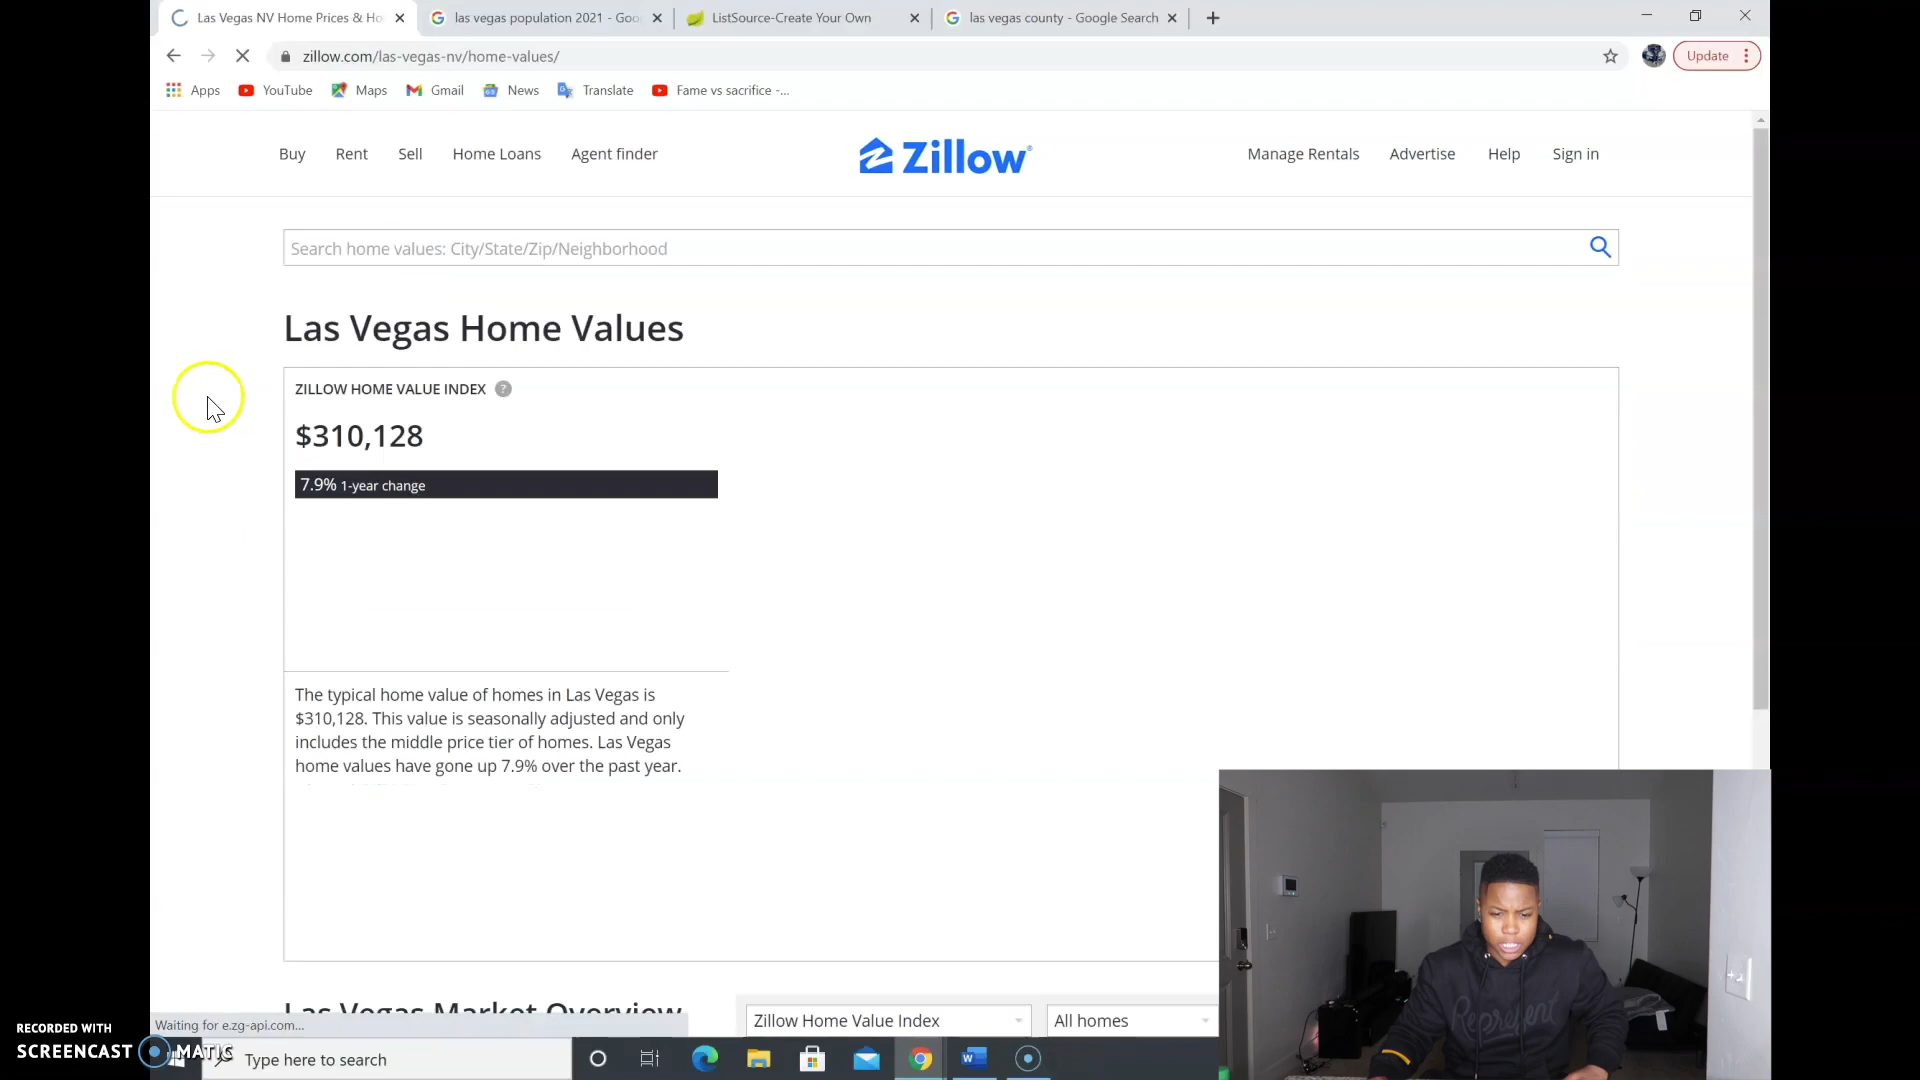 Las Vegas NV Home Prices & Ho
las vegas population 2021 - Goo
ListSource-Create Your Own
las vegas county - Google Search
zillow.com/las-vegas-nv/home-values/
Update
Apps
YouTube
Maps
Gmail
News
Translate
Fame vs sacrifice -...
Buy
Rent
Sell
Home Loans
Agent finder
Zillow
Manage Rentals
Advertise
Help
Sign in
Search home values: City/State/Zip/Neighborhood
Las Vegas Home Values
ZILLOW HOME VALUE INDEX ?
$310,128
7.9% 1-year change
The typical home value of homes in Las Vegas is
$310,128. This value is seasonally adjusted and only
includes the middle price tier of homes. Las Vegas
home values have gone up 7.9% over the past year.
Las Vegas Market Overview
Zillow Home Value Index
All homes
Waiting for e.zg-api.com...
Represent
RECORDED WITH
SCREENCAST MATIC
Type here to search